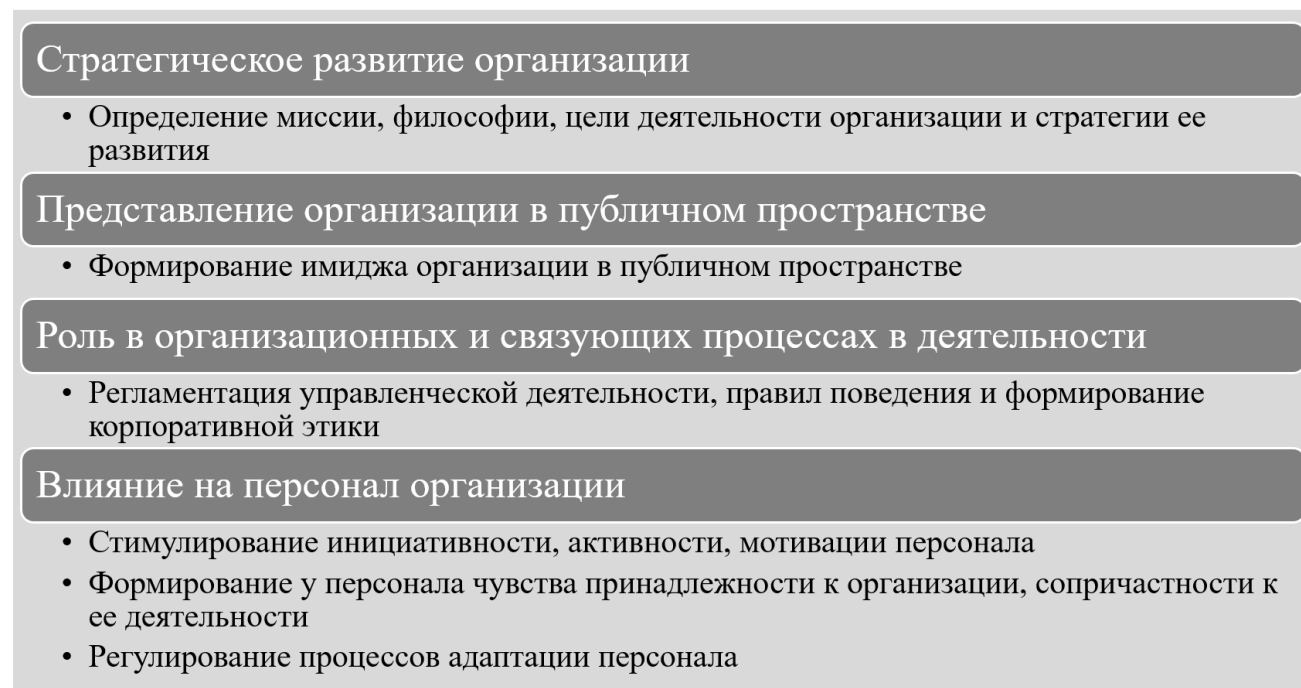 Стратегическое развитие организации
• Определение миссии, философии, цели деятельности организации и стратегии ее
развития
Представление организации в публичном пространстве
• Формирование имиджа организации в публичном пространстве
Роль в организационных и связующих процессах в деятельности
• Регламентация управленческой деятельности, правил поведения и формирование
корпоративной этики
Влияние на персонал организации
• Стимулирование инициативности, активности, мотивации персонала
• Формирование у персонала чувства принадлежности к организации, сопричастности к
ее деятельности
• Регулирование процессов адаптации персонала